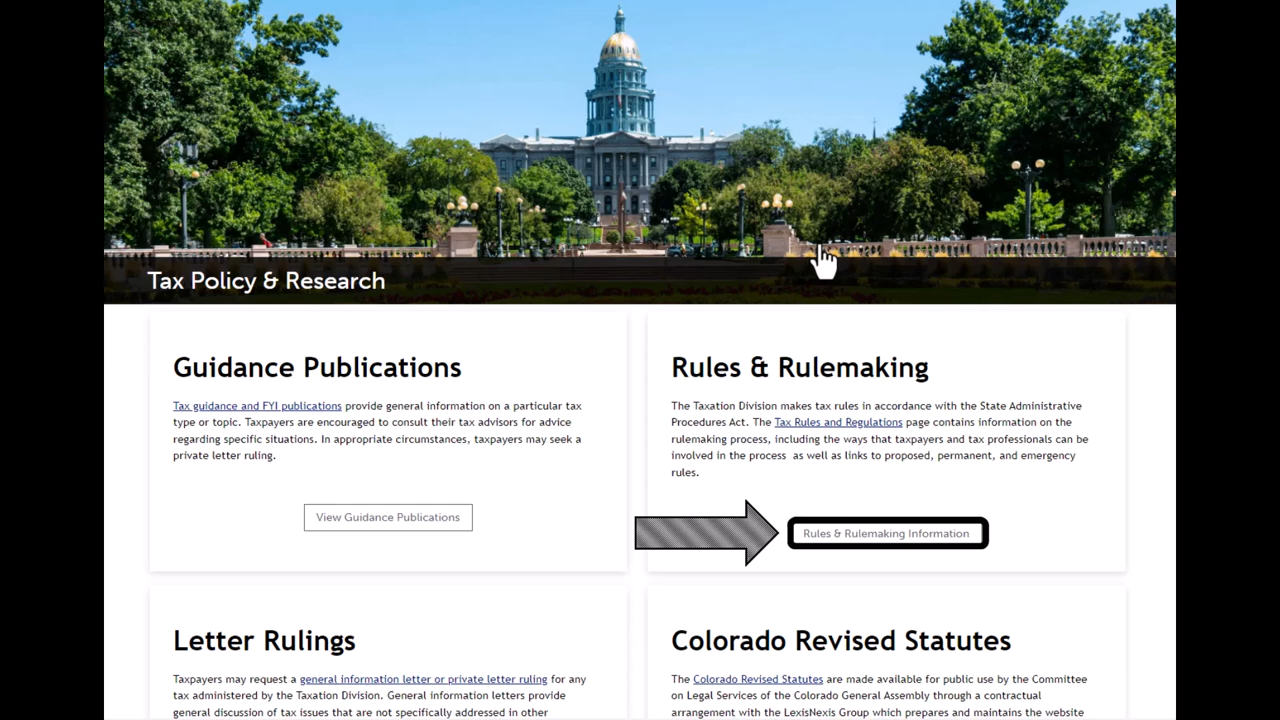 Tax Policy & Research
Guidance Publications
Tax guidance and FYI publications provide general information on a particular tax
type or topic. Taxpayers are encouraged to consult their tax advisors for advice
regarding specific situations. In appropriate circumstances, taxpayers may seek a
private letter ruling.
View Guidance Publications
Rules & Rulemaking
The Taxation Division makes tax rules in accordance with the State Administrative
Procedures Act. The Tax Rules and Regulations page contains information on the
rulemaking process, including the ways that taxpayers and tax professionals can be
involved in the process as well as links to proposed, permanent, and emergency
rules.
Rules & Rulemaking Information
Letter Rulings
Taxpayers may request a general information letter or private letter ruling for any
tax administered by the Taxation Division. General information letters provide
general discussion of tax issues that are not specifically addressed in other
Colorado Revised Statutes
The Colorado Revised Statutes are made available for public use by the Committee
on Legal Services of the Colorado General Assembly through a contractual
arrangement with the LexisNexis Group which prepares and maintains the website